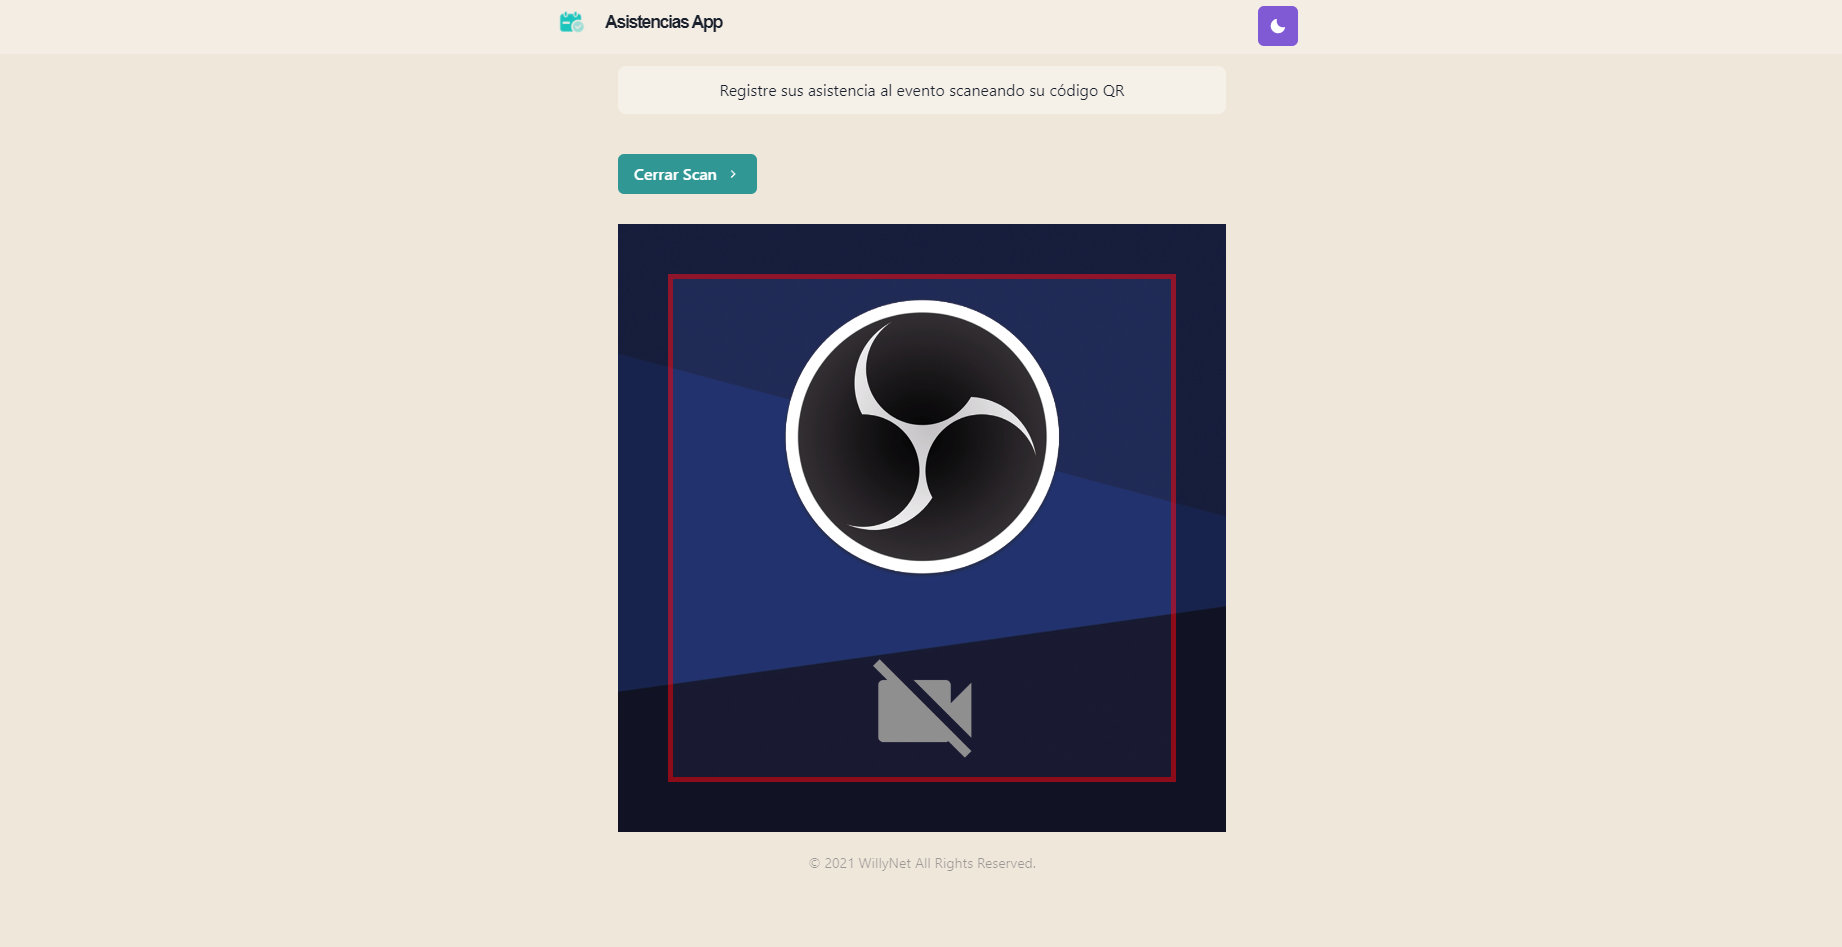 Asistencias App
Registre sus asistencia al evento scaneando su código QR
Cerrar Scan
© 2021 WillyNet All Rights Reserved.